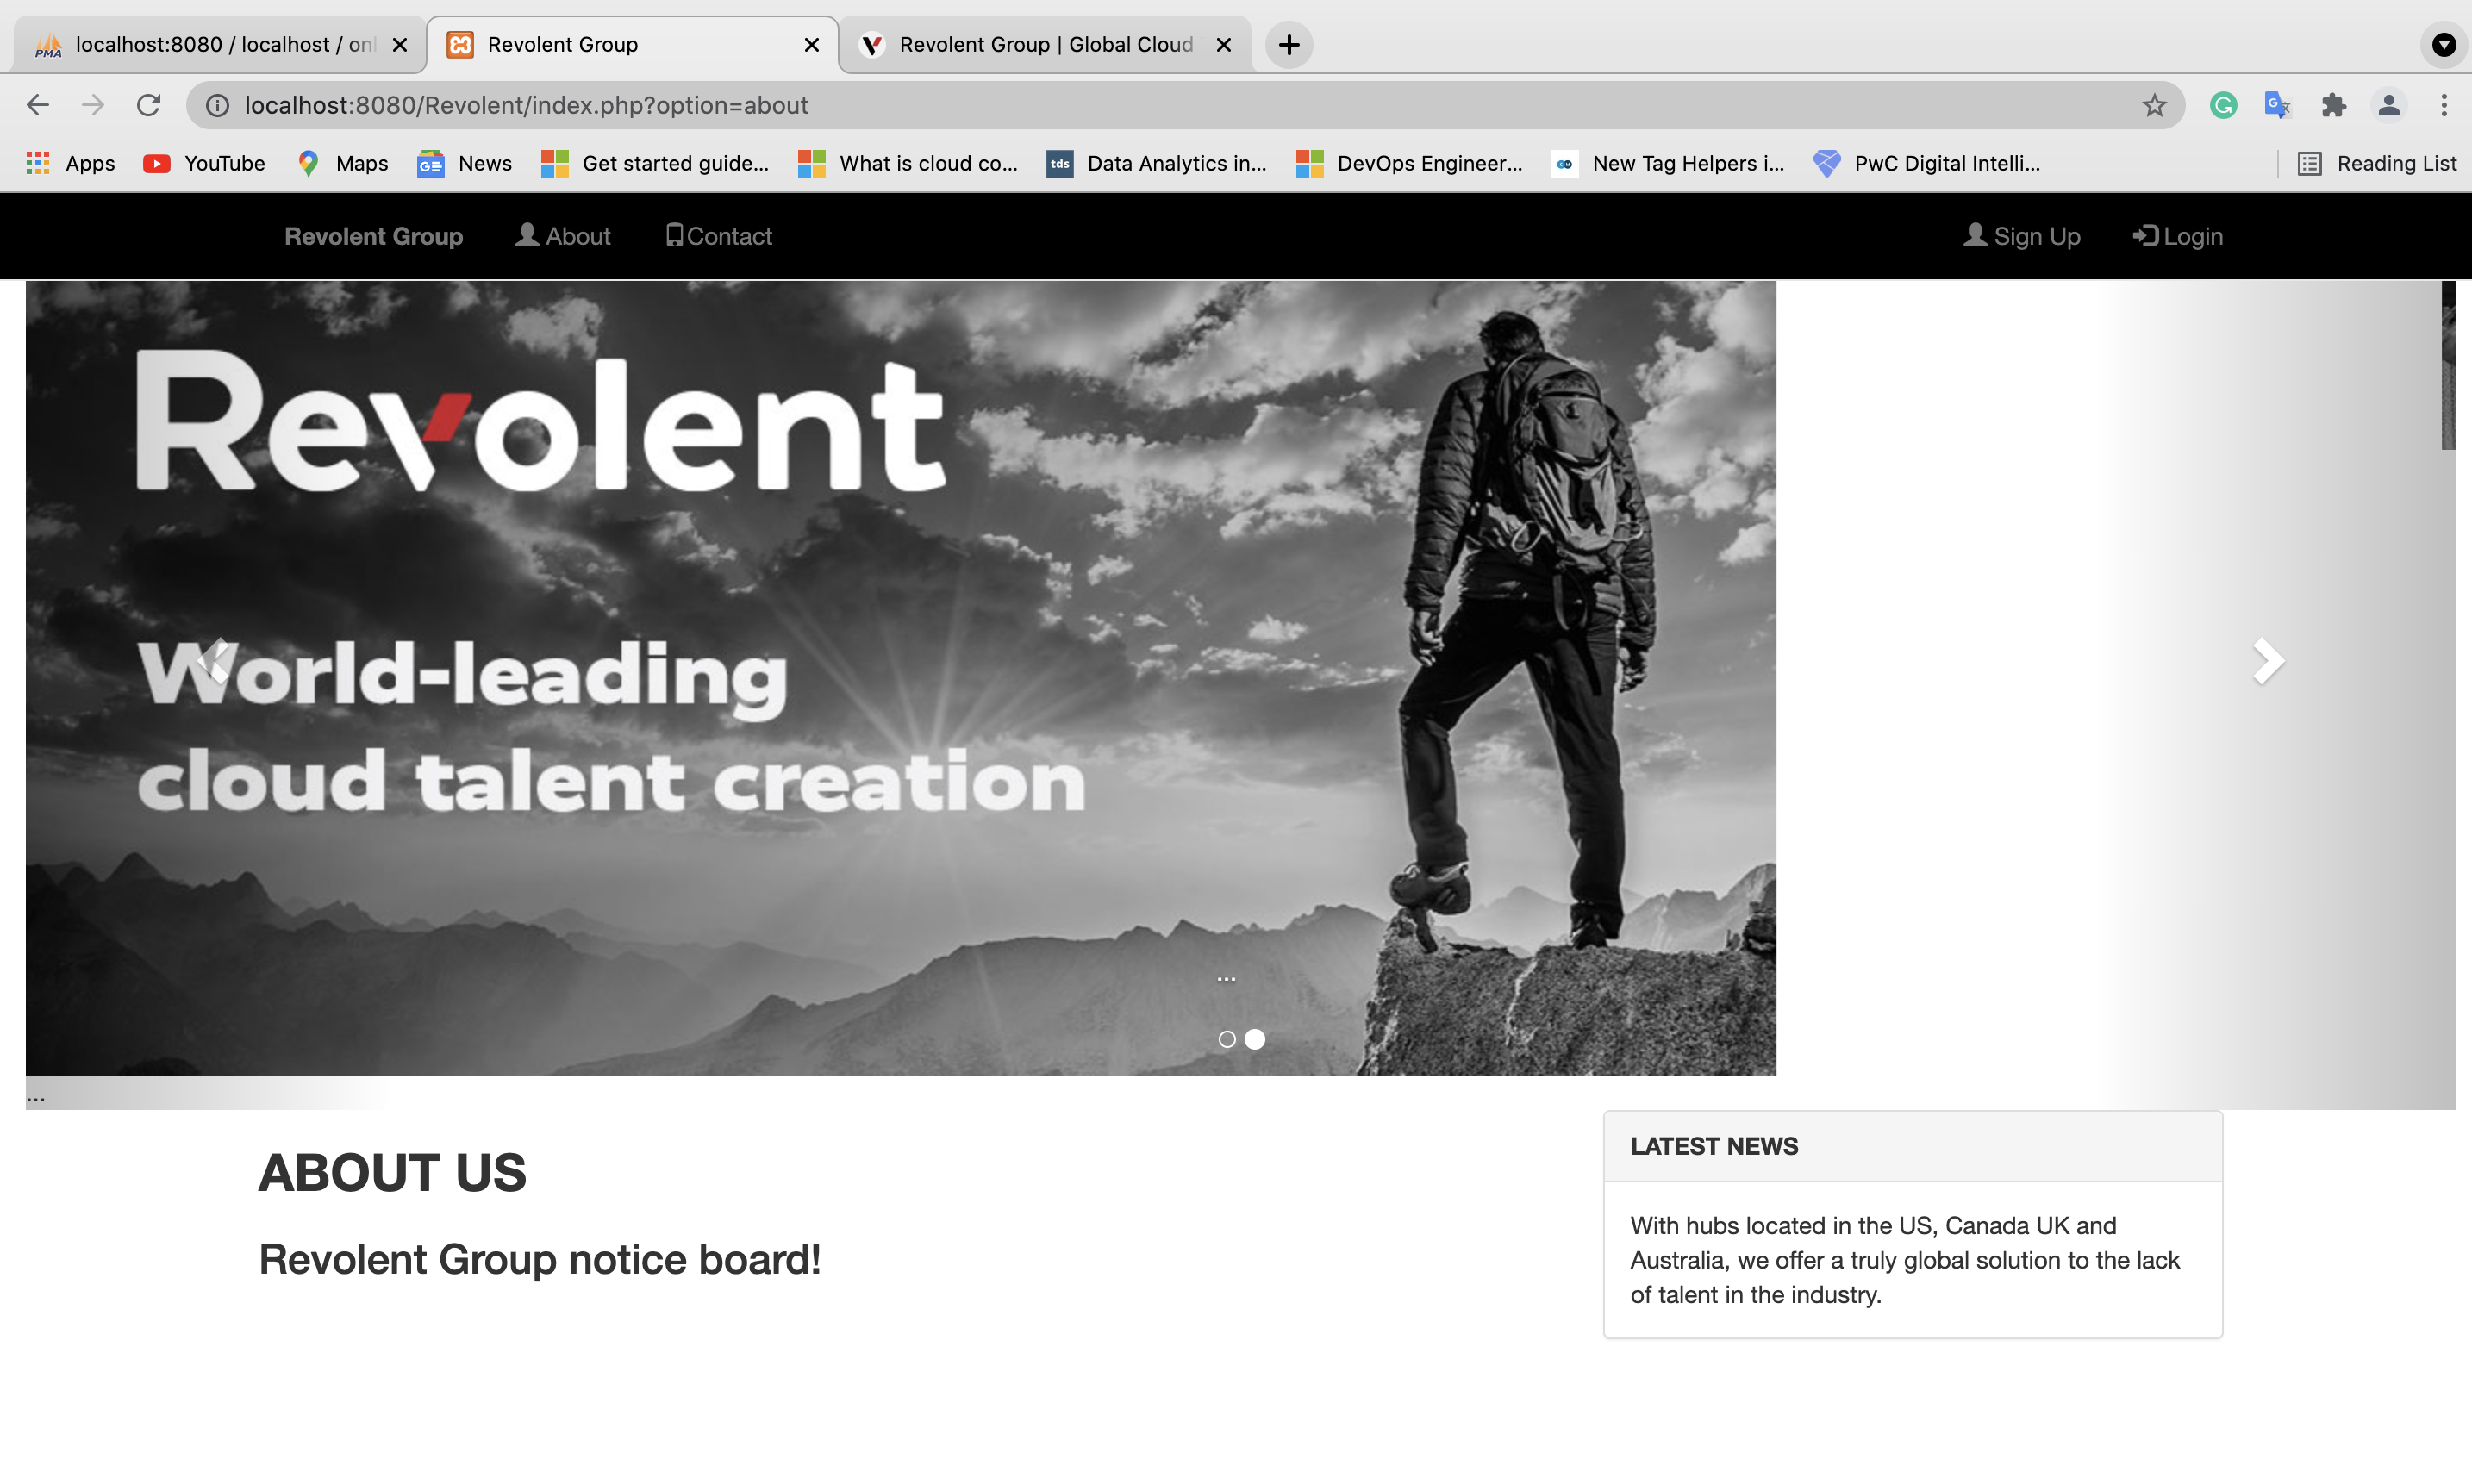 PMA localhost:8080 / localhost / onl
Revolent Group
Revolent Group | Global Cloud
localhost:8080/Revolent/index.php?option=about
Apps
YouTube
Maps
GE News
Get started guide...
What is cloud co...
tds Data Analytics in...
DevOps Engineer...
New Tag Helpers i...
PwC Digital Intelli...
Reading List
Revolent Group
About
Contact
Sign Up
Login
Revolent
World-leading
cloud talent creation
...
...
ABOUT US
Revolent Group notice board!
LATEST NEWS
With hubs located in the US, Canada UK and
Australia, we offer a truly global solution to the lack
of talent in the industry.